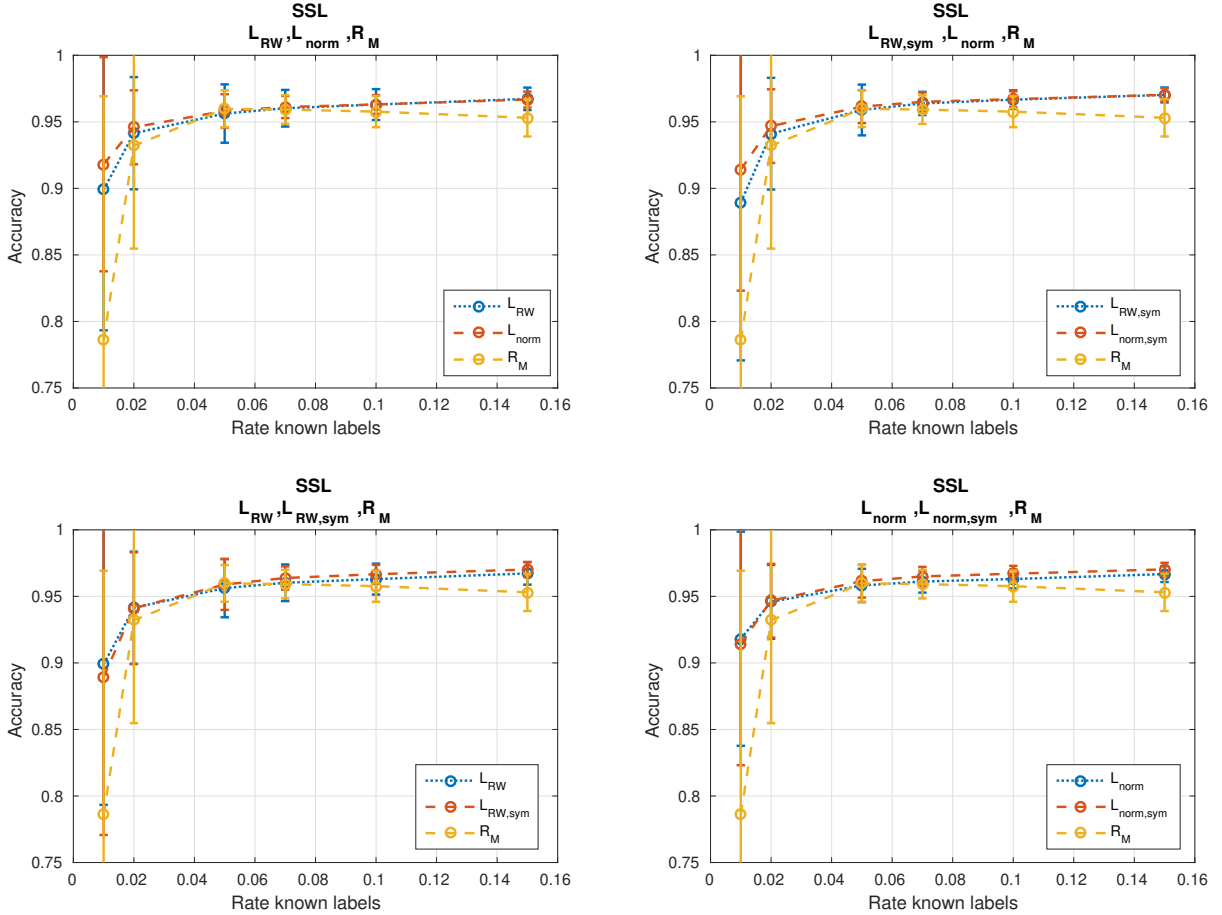 SSL
L_RW ,L_norm ,R_M
1
0.95
0.9
0.85
0.8
0.75
Accuracy
0 0.02 0.04 0.06 0.08 0.1 0.12 0.14 0.16
Rate known labels
L_RW
L_norm
R_M
SSL
L_RW,sym ,L_norm ,R_M
1
0.95
0.9
0.85
0.8
0.75
Accuracy
0 0.02 0.04 0.06 0.08 0.1 0.12 0.14 0.16
Rate known labels
L_RW,sym
L_norm,sym
R_M
SSL
L_RW ,L_RW,sym ,R_M
1
0.95
0.9
0.85
0.8
0.75
Accuracy
0 0.02 0.04 0.06 0.08 0.1 0.12 0.14 0.16
Rate known labels
L_RW
L_RW,sym
R_M
SSL
L_norm ,L_norm,sym ,R_M
1
0.95
0.9
0.85
0.8
0.75
Accuracy
0 0.02 0.04 0.06 0.08 0.1 0.12 0.14 0.16
Rate known labels
L_norm
L_norm,sym
R_M